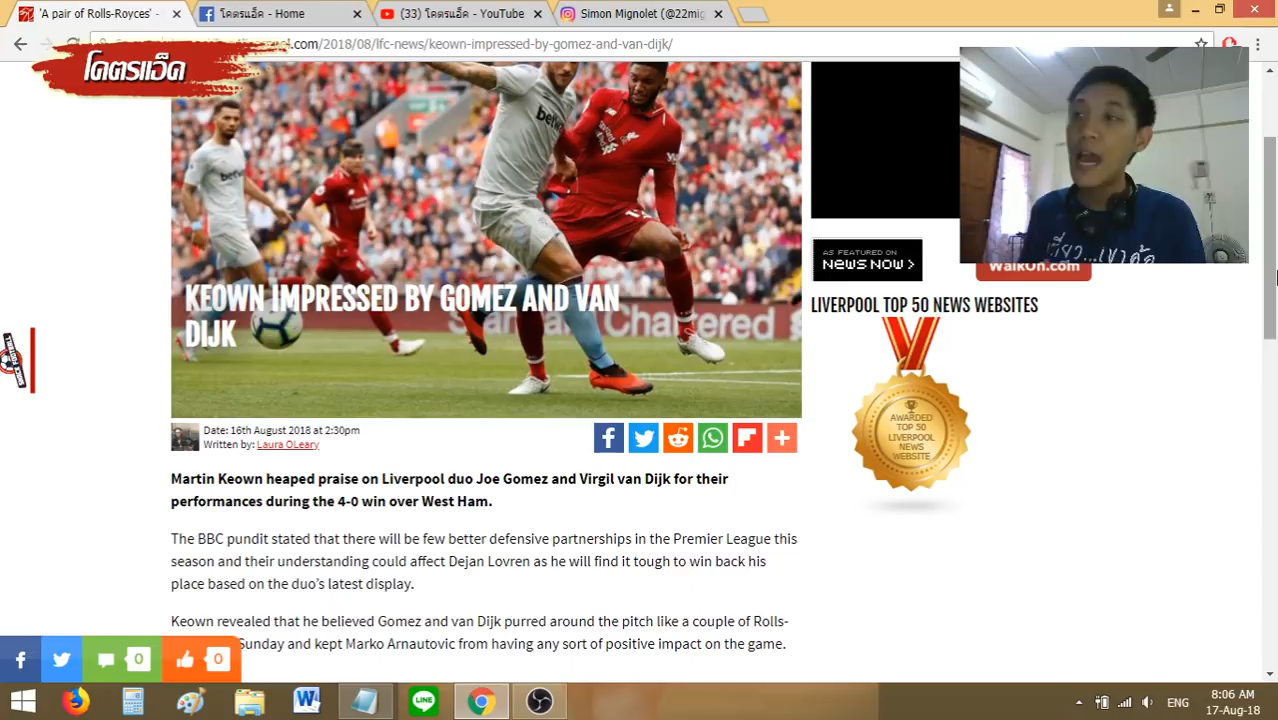 'A pair of Rolls-Royces' -
โคตรแอ็ค - Home
(33) โคตรแอ็ค - YouTube
Simon Mignolet (@22mig
.com/2018/08/lfc-news/keown-impressed-by-gomez-and-van-dijk/
โคตรแอ็ค
betw
betw
Standard Chartered
KEOWN IMPRESSED BY GOMEZ AND VAN
DIJK
AS FEATURED ON
NEWS NOW >
WalkOn.com
LIVERPOOL TOP 50 NEWS WEBSITES
AWARDED
TOP 50
LIVERPOOL
NEWS
WEBSITE
Date: 16th August 2018 at 2:30pm
Written by: Laura OLeary
Martin Keown heaped praise on Liverpool duo Joe Gomez and Virgil van Dijk for their
performances during the 4-0 win over West Ham.
The BBC pundit stated that there will be few better defensive partnerships in the Premier League this
season and their understanding could affect Dejan Lovren as he will find it tough to win back his
place based on the duo's latest display.
Keown revealed that he believed Gomez and van Dijk purred around the pitch like a couple of Rolls-
Sunday and kept Marko Arnautovic from having any sort of positive impact on the game.
0
0
ENG
8:06 AM
17-Aug-18